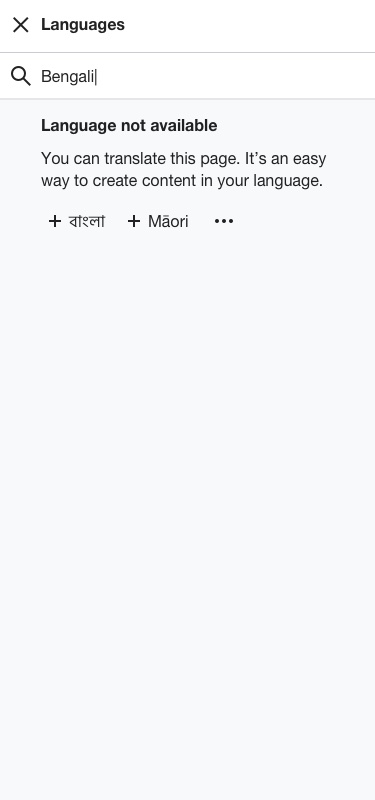 Languages
Bengali
Language not available
You can translate this page. It’s an easy
way to create content in your language.
+ বাংলা + Māori •••